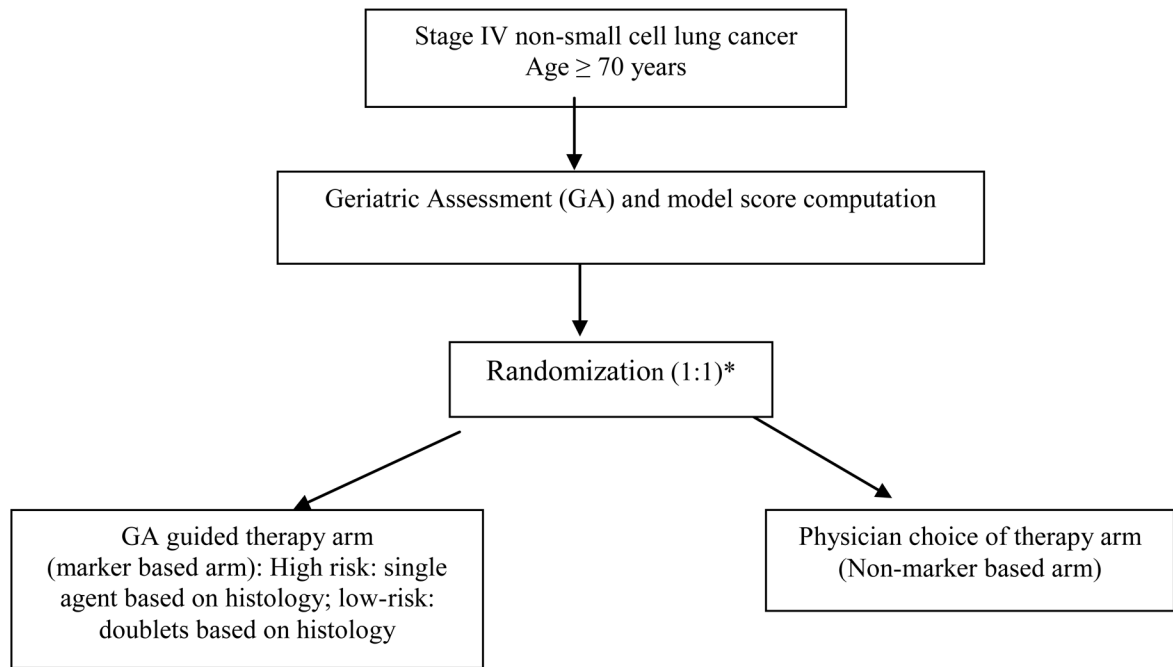 Stage IV non-small cell lung cancer
Age ≥ 70 years
Geriatric Assessment (GA) and model score computation
Randomization (1:1)*
GA guided therapy arm
(marker based arm): High risk: single
agent based on histology; low-risk:
doublets based on histology
Physician choice of therapy arm
(Non-marker based arm)